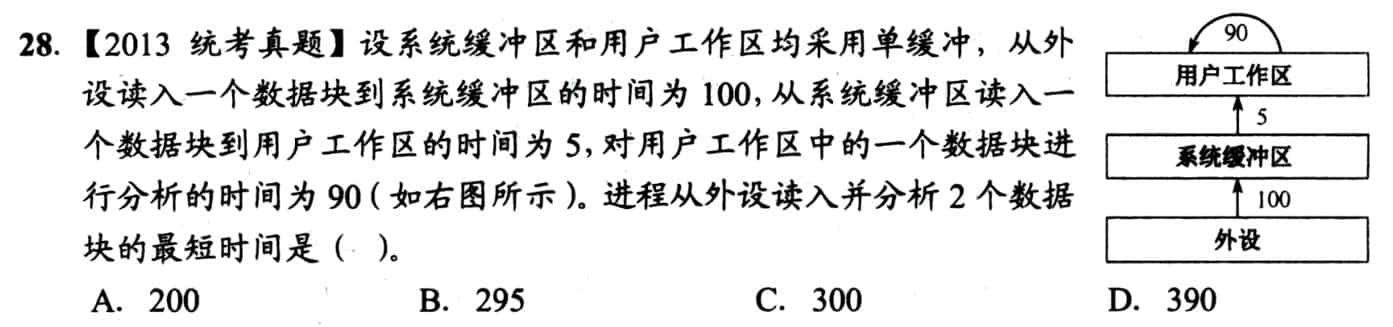 28. 【2013 统考真题】设系统缓冲区和用户工作区均采用单缓冲，从外
设读入一个数据块到系统缓冲区的时间为 100，从系统缓冲区读入一
个数据块到用户工作区的时间为 5，对用户工作区中的一个数据块进
行分析的时间为 90（如右图所示）。进程从外设读入并分析 2 个数据
块的最短时间是（ ）。
90
用户工作区
5
系统缓冲区
100
外设
A. 200 B. 295 C. 300 D. 390